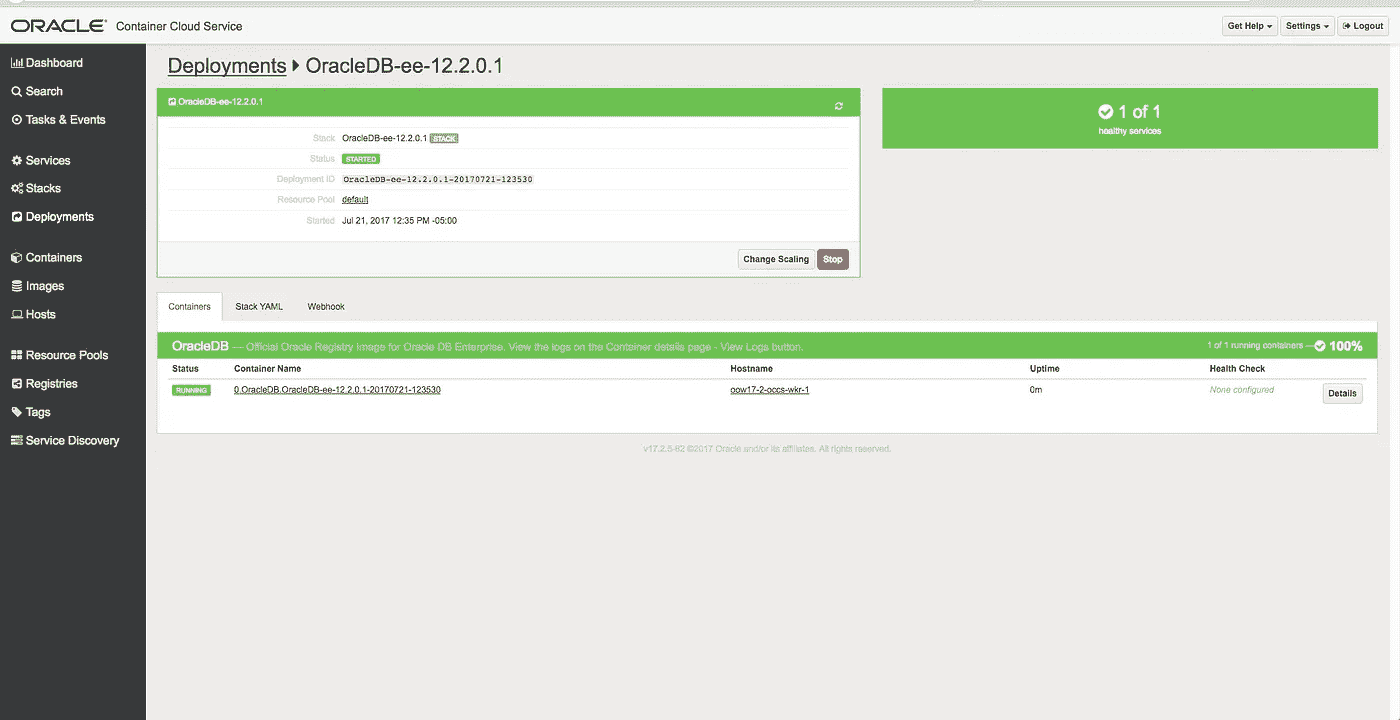 ORACLE Container Cloud Service
Get Help
Settings
Logout
Dashboard
Search
Tasks & Events
Services
Stacks
Deployments
Containers
Images
Hosts
Resource Pools
Registries
Tags
Service Discovery
Deployments OracleDB-ee-12.2.0.1
OracleDB-ee-12.2.0.1
Stack OracleDB-ee-12.2.0.1 STACK
Status STARTED
Deployment ID OracleDB-ee-12.2.0.1-20170721-123530
Resource Pool default
Started Jul 21, 2017 12:35 PM -05:00
Change Scaling Stop
1 of 1
healthy services
Containers Stack YAML Webhook
OracleDB — Official Oracle Registry Image for Oracle DB Enterprise. View the logs on the Container details page - View Logs button. 1 of 1 running containers — 100%
Status Container Name Hostname Uptime Health Check
RUNNING 0.OracleDB.OracleDB-ee-12.2.0.1-20170721-123530 oow17-2-occs-wkr-1 0m None configured Details
v17.2.5-62 ©2017 Oracle and/or its affiliates. All rights reserved.